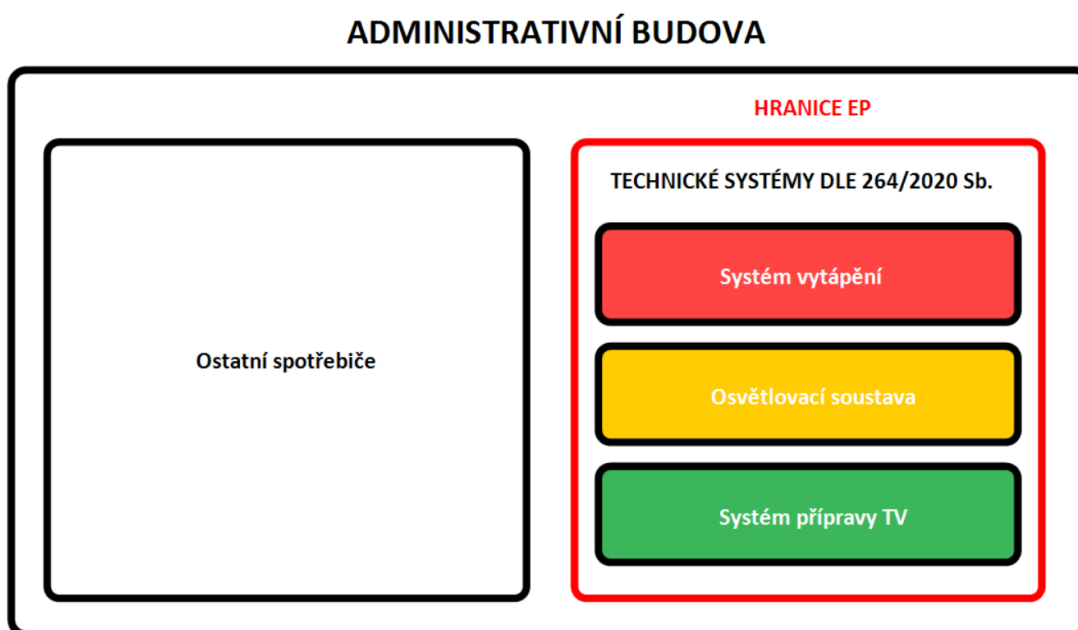 ADMINISTRATIVNÍ BUDOVA
HRANICE EP
TECHNICKÉ SYSTÉMY DLE 264/2020 Sb.
Systém vytápění
Ostatní spotřebiče
Osvětlovací soustava
Systém přípravy TV